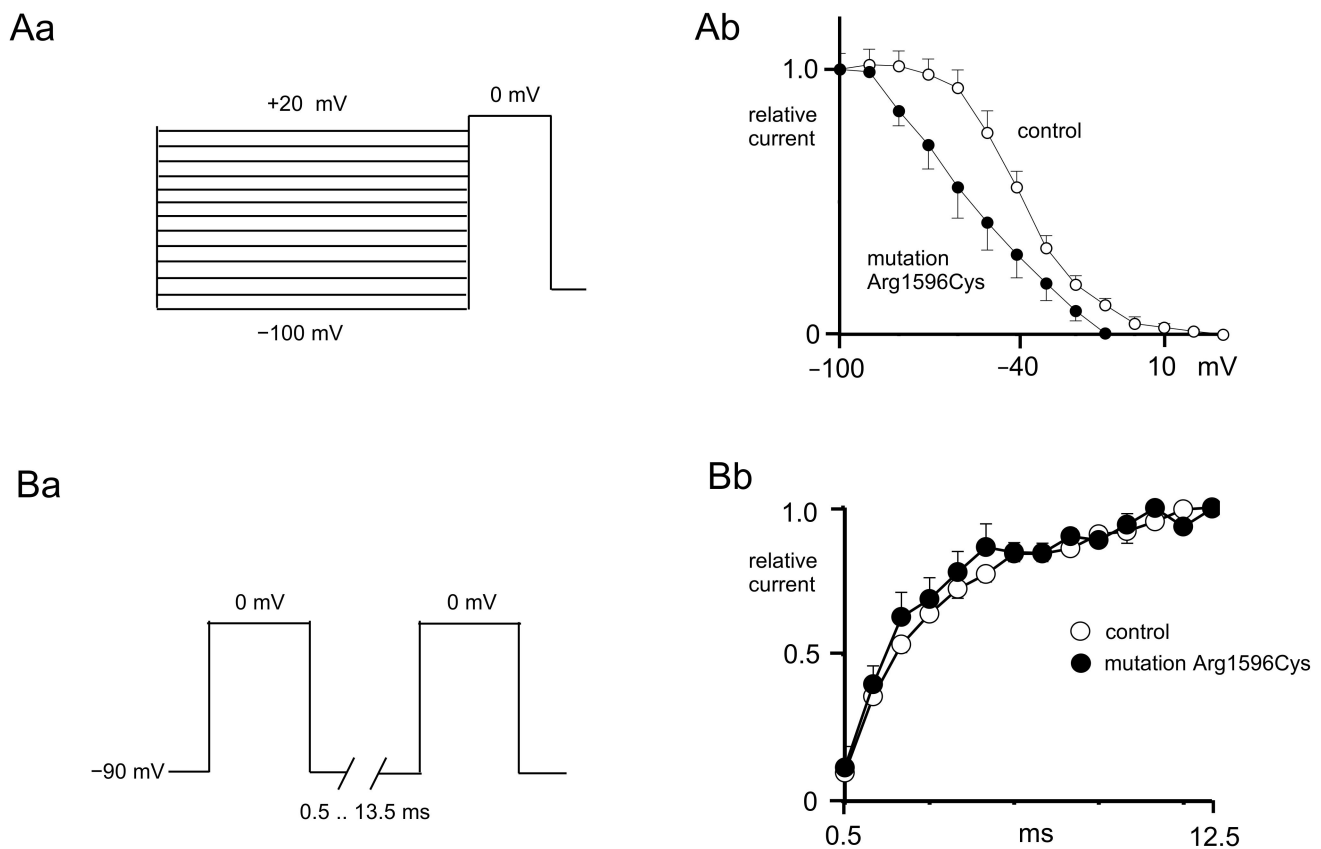 Aa
+20 mV
0 mV
−100 mV
Ab
1.0
relative
current
control
mutation
Arg1596Cys
0
−100
−40
10
mV
Ba
0 mV
0 mV
−90 mV
0.5 .. 13.5 ms
Bb
1.0
relative
current
0.5
control
mutation Arg1596Cys
0
0.5
ms
12.5